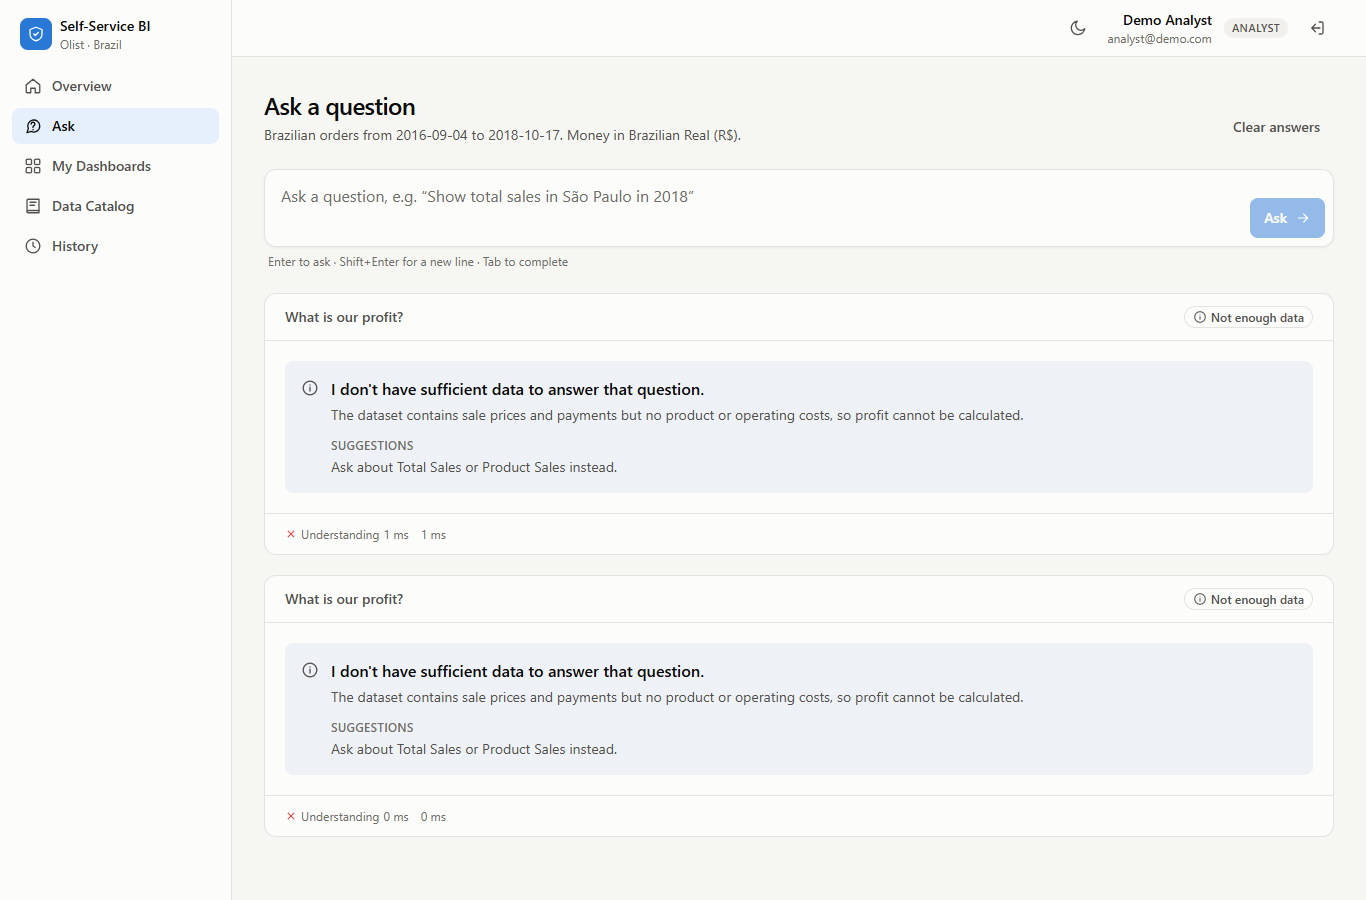 Self-Service BI
Olist · Brazil
Overview
Ask
My Dashboards
Data Catalog
History
Demo Analyst
analyst@demo.com
ANALYST
Ask a question
Brazilian orders from 2016-09-04 to 2018-10-17. Money in Brazilian Real (R$).
Clear answers
Ask a question, e.g. “Show total sales in São Paulo in 2018”
Ask →
Enter to ask · Shift+Enter for a new line · Tab to complete
What is our profit?
Not enough data
I don't have sufficient data to answer that question.
The dataset contains sale prices and payments but no product or operating costs, so profit cannot be calculated.
SUGGESTIONS
Ask about Total Sales or Product Sales instead.
× Understanding 1 ms 1 ms
What is our profit?
Not enough data
I don't have sufficient data to answer that question.
The dataset contains sale prices and payments but no product or operating costs, so profit cannot be calculated.
SUGGESTIONS
Ask about Total Sales or Product Sales instead.
× Understanding 0 ms 0 ms